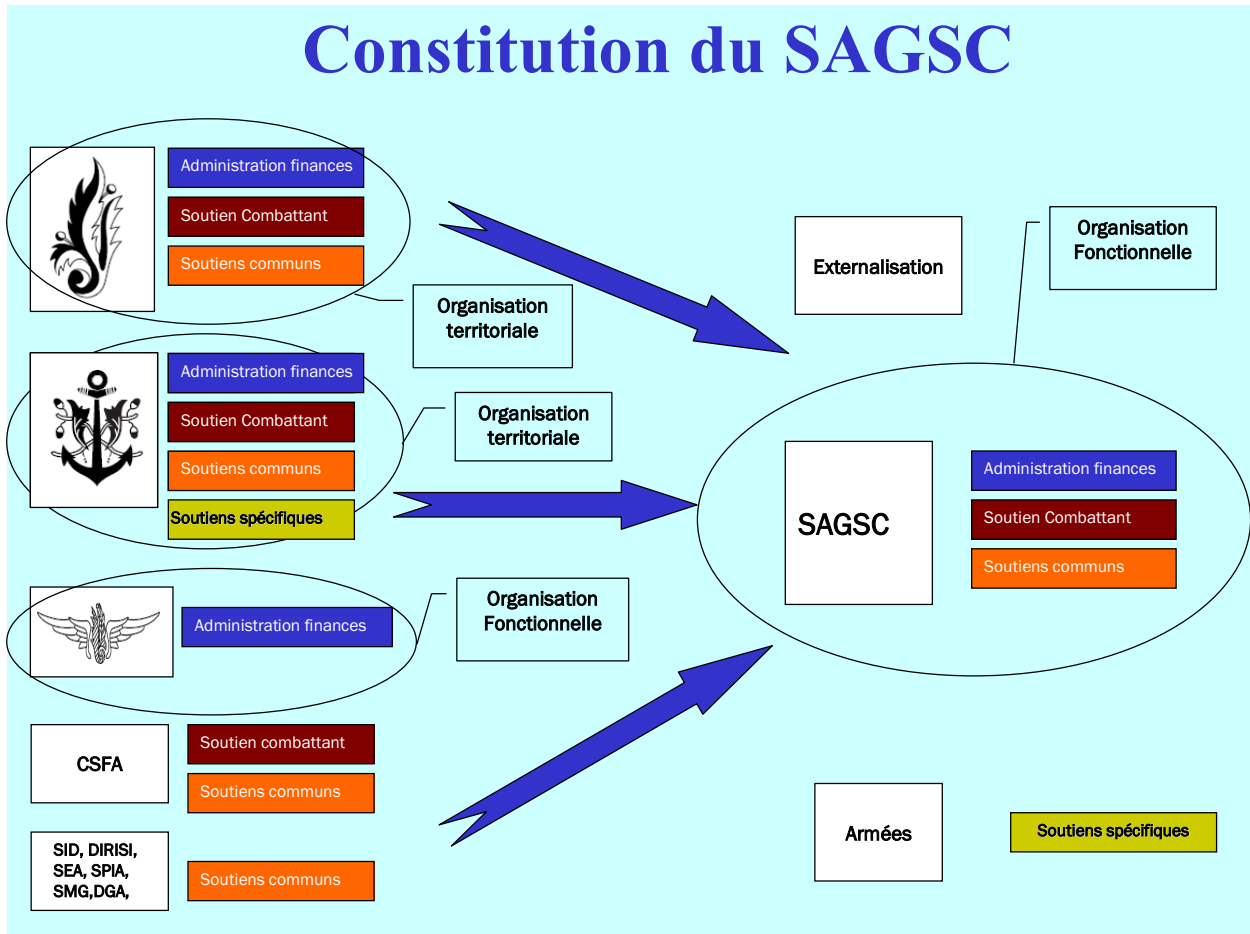 Constitution du SAGSC
Administration finances
Soutien Combattant
Soutiens communs
Organisation
territoriale
Administration finances
Soutien Combattant
Soutiens communs
Soutiens spécifiques
Organisation
territoriale
Administration finances
Organisation
Fonctionnelle
CSFA
Soutien combattant
Soutiens communs
SID, DIRISI,
SEA, SPIA,
SMG,DGA,
Soutiens communs
Externalisation
Organisation
Fonctionnelle
SAGSC
Administration finances
Soutien Combattant
Soutiens communs
Armées
Soutiens spécifiques